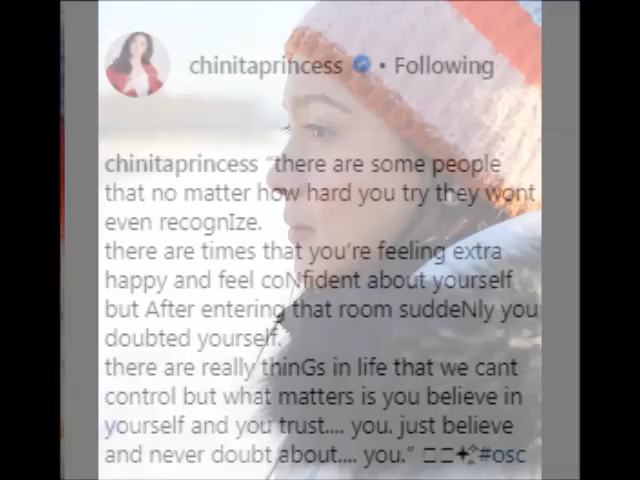 chinitaprincess • Following
chinitaprincess "there are some people
that no matter how hard you try they wont
even recognIze.
there are times that you're feeling extra
happy and feel coNfident about yourself
but After entering that room suddeNly you
doubted yourself.
there are really thinGs in life that we cant
control but what matters is you believe in
yourself and you trust.... you. just believe
and never doubt about.... you." #osc